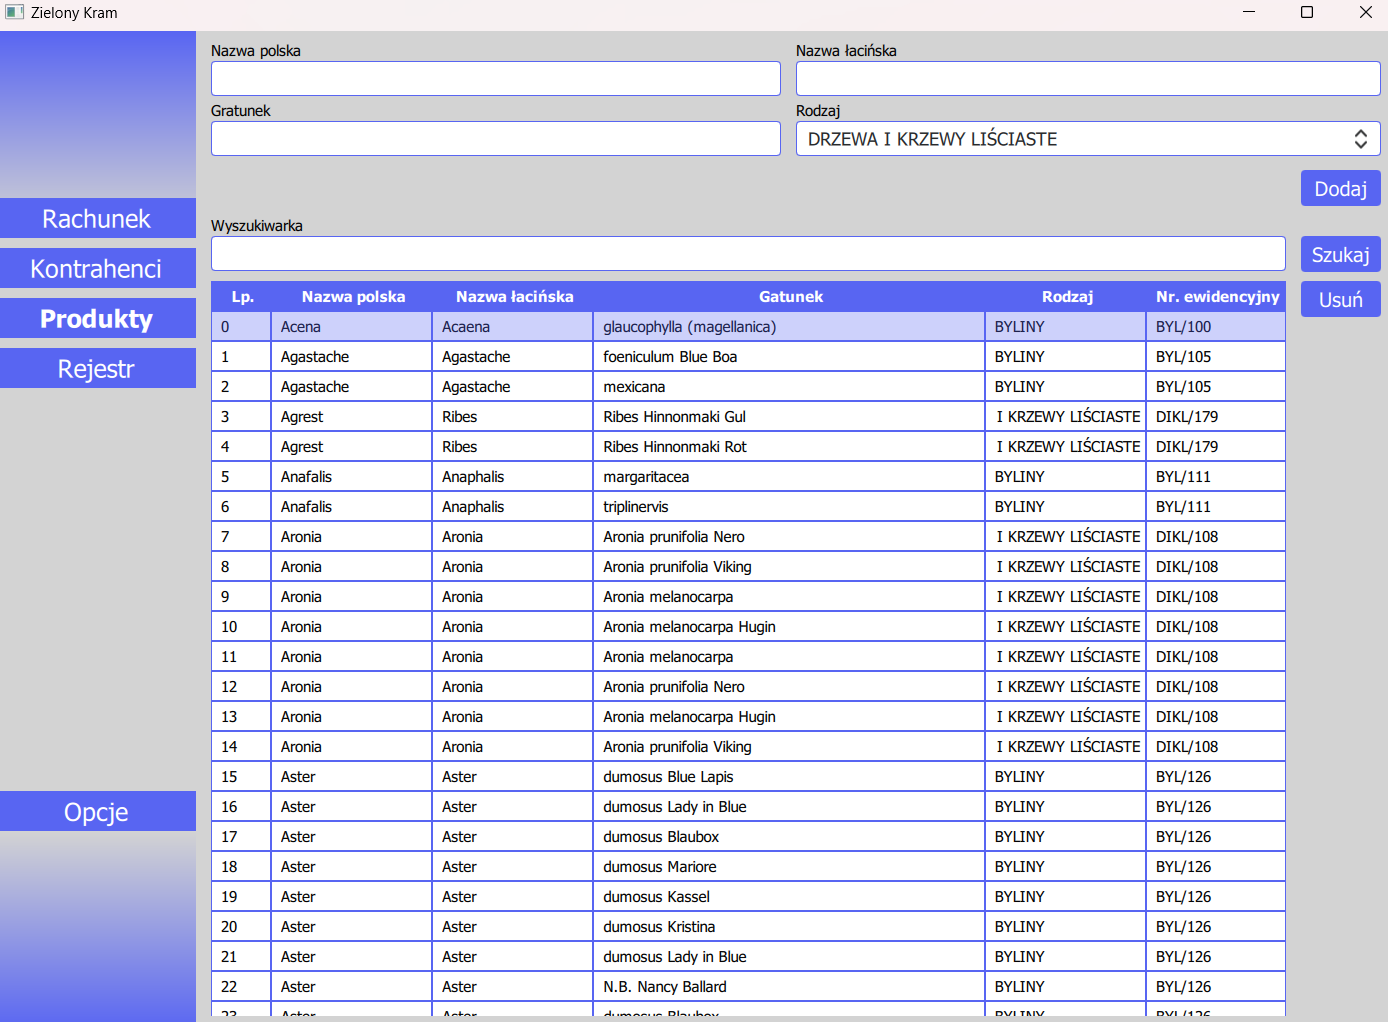 Zielony Kram
Nazwa polska Nazwa łacińska
Gratunek Rodzaj
DRZEWA I KRZEWY LIŚCIASTE
Dodaj
Rachunek
Kontrahenci
Produkty
Rejestr
Opcje
Wyszukiwarka
Szukaj
Usuń
Lp. Nazwa polska Nazwa łacińska Gatunek Rodzaj Nr. ewidencyjny
0 Acena Acaena glaucophylla (magellanica) BYLINY BYL/100
1 Agastache Agastache foeniculum Blue Boa BYLINY BYL/105
2 Agastache Agastache mexicana BYLINY BYL/105
3 Agrest Ribes Ribes Hinnonmaki Gul I KRZEWY LIŚCIASTE DIKL/179
4 Agrest Ribes Ribes Hinnonmaki Rot I KRZEWY LIŚCIASTE DIKL/179
5 Anafalis Anaphalis margaritacea BYLINY BYL/111
6 Anafalis Anaphalis triplinervis BYLINY BYL/111
7 Aronia Aronia Aronia prunifolia Nero I KRZEWY LIŚCIASTE DIKL/108
8 Aronia Aronia Aronia prunifolia Viking I KRZEWY LIŚCIASTE DIKL/108
9 Aronia Aronia Aronia melanocarpa I KRZEWY LIŚCIASTE DIKL/108
10 Aronia Aronia Aronia melanocarpa Hugin I KRZEWY LIŚCIASTE DIKL/108
11 Aronia Aronia Aronia melanocarpa I KRZEWY LIŚCIASTE DIKL/108
12 Aronia Aronia Aronia prunifolia Nero I KRZEWY LIŚCIASTE DIKL/108
13 Aronia Aronia Aronia melanocarpa Hugin I KRZEWY LIŚCIASTE DIKL/108
14 Aronia Aronia Aronia prunifolia Viking I KRZEWY LIŚCIASTE DIKL/108
15 Aster Aster dumosus Blue Lapis BYLINY BYL/126
16 Aster Aster dumosus Lady in Blue BYLINY BYL/126
17 Aster Aster dumosus Blaubox BYLINY BYL/126
18 Aster Aster dumosus Mariore BYLINY BYL/126
19 Aster Aster dumosus Kassel BYLINY BYL/126
20 Aster Aster dumosus Kristina BYLINY BYL/126
21 Aster Aster dumosus Lady in Blue BYLINY BYL/126
22 Aster Aster N.B. Nancy Ballard BYLINY BYL/126